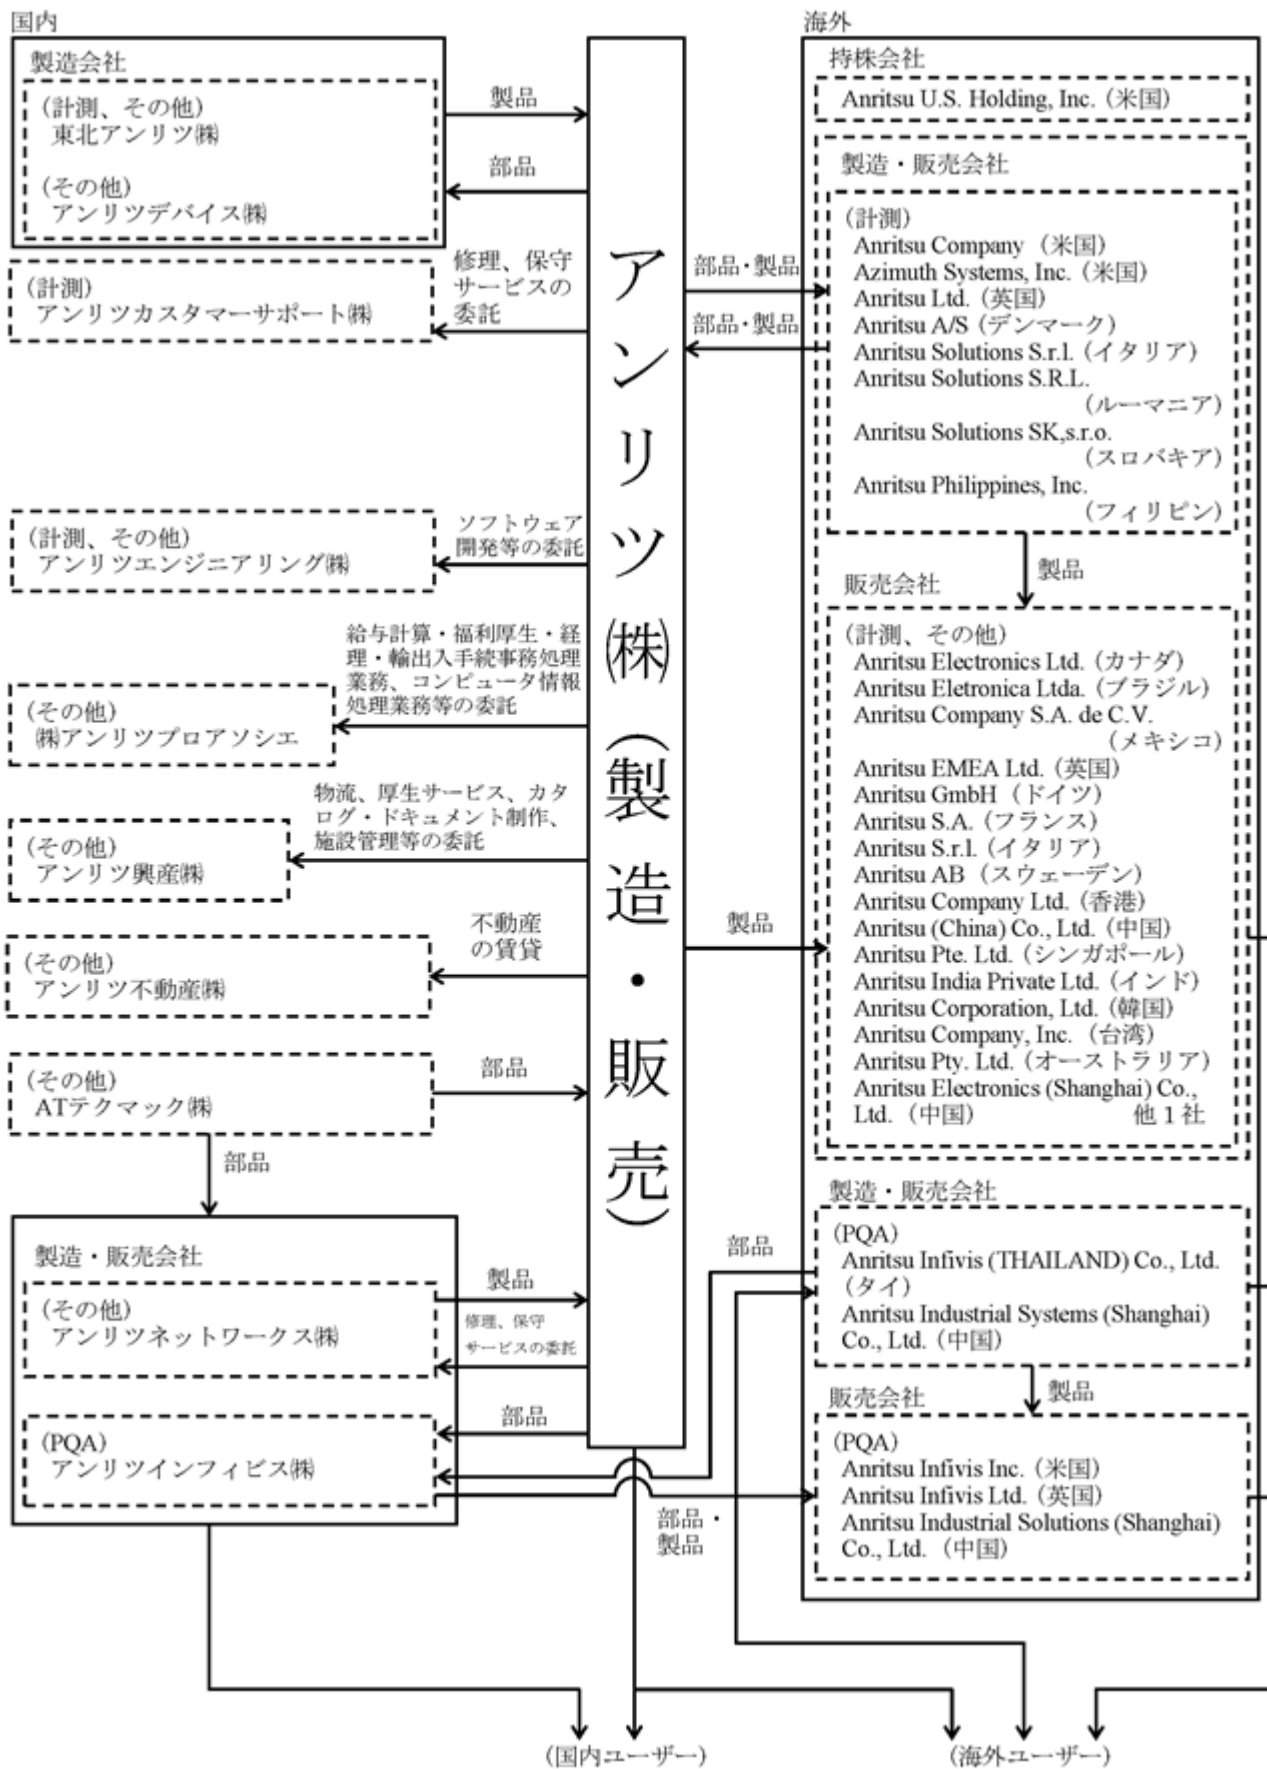 国内
製造会社
(計測、その他)
東北アンリツ㈱
(その他)
アンリツデバイス㈱
製品
部品
(計測)
アンリツカスタマーサポート㈱
修理、保守
サービスの
委託
(計測、その他)
アンリツエンジニアリング㈱
ソフトウェア
開発等の委託
給与計算・福利厚生・経
理・輸出入手続事務処理
業務、コンピュータ情報
処理業務等の委託
(その他)
㈱アンリツプロアソシエ
物流、厚生サービス、カタ
ログ・ドキュメント制作、
施設管理等の委託
(その他)
アンリツ興産㈱
不動産
の賃貸
(その他)
アンリツ不動産㈱
(その他)
ATテクマック㈱
部品
部品
製造・販売会社
(その他)
アンリツネットワークス㈱
製品
修理、保守
サービスの委託
(PQA)
アンリツインフィビス㈱
部品
アンリツ㈱(製造・販売)
部品・製品
部品・製品
製品
部品
部品・
製品
海外
持株会社
Anritsu U.S. Holding, Inc. (米国)
製造・販売会社
(計測)
Anritsu Company (米国)
Azimuth Systems, Inc. (米国)
Anritsu Ltd. (英国)
Anritsu A/S (デンマーク)
Anritsu Solutions S.r.l. (イタリア)
Anritsu Solutions S.R.L.
(ルーマニア)
Anritsu Solutions SK,s.r.o.
(スロバキア)
Anritsu Philippines, Inc.
(フィリピン)
製品
販売会社
(計測、その他)
Anritsu Electronics Ltd. (カナダ)
Anritsu Eletronica Ltda. (ブラジル)
Anritsu Company S.A. de C.V.
(メキシコ)
Anritsu EMEA Ltd. (英国)
Anritsu GmbH (ドイツ)
Anritsu S.A. (フランス)
Anritsu S.r.l. (イタリア)
Anritsu AB (スウェーデン)
Anritsu Company Ltd. (香港)
Anritsu (China) Co., Ltd. (中国)
Anritsu Pte. Ltd. (シンガポール)
Anritsu India Private Ltd. (インド)
Anritsu Corporation, Ltd. (韓国)
Anritsu Company, Inc. (台湾)
Anritsu Pty. Ltd. (オーストラリア)
Anritsu Electronics (Shanghai) Co.,
Ltd. (中国) 他1社
製造・販売会社
(PQA)
Anritsu Infivis (THAILAND) Co., Ltd.
(タイ)
Anritsu Industrial Systems (Shanghai)
Co., Ltd. (中国)
製品
販売会社
(PQA)
Anritsu Infivis Inc. (米国)
Anritsu Infivis Ltd. (英国)
Anritsu Industrial Solutions (Shanghai)
Co., Ltd. (中国)
(国内ユーザー)
(海外ユーザー)